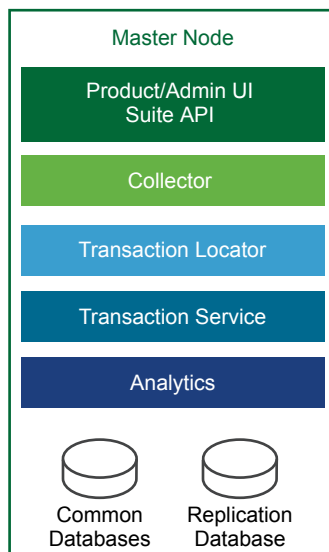 Master Node
Product/Admin UI
Suite API
Collector
Transaction Locator
Transaction Service
Analytics
Common
Databases
Replication
Database